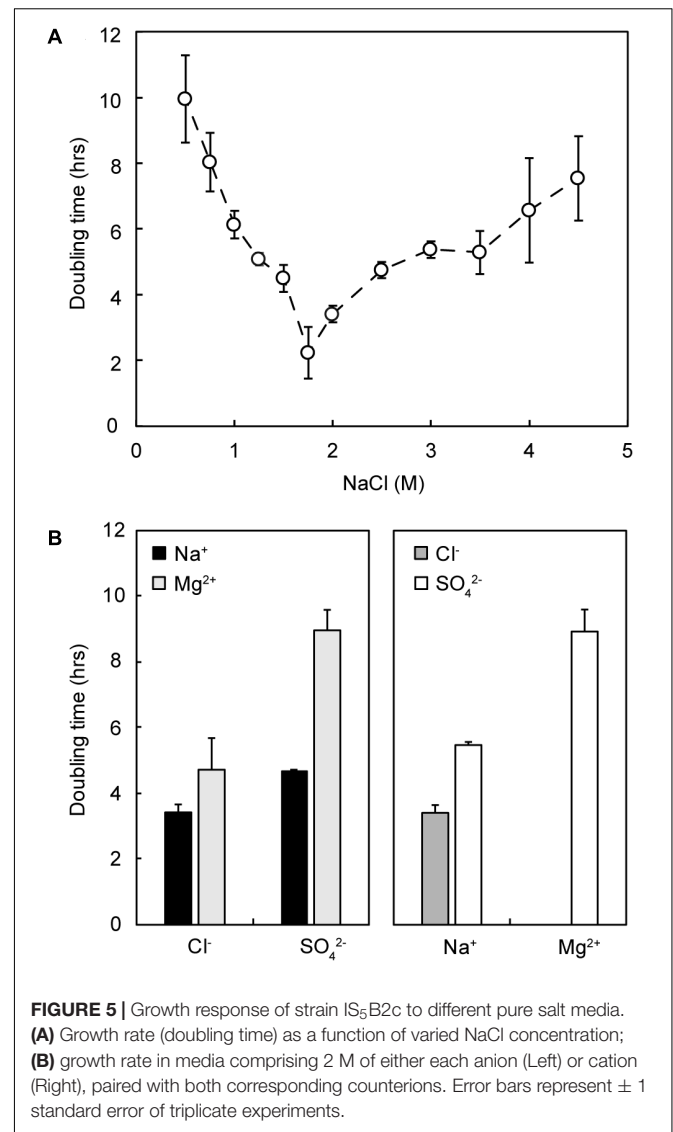 A
12
10
8
6
4
2
0
Doubling time (hrs)
0 1 2 3 4 5
NaCl (M)
B
12
10
8
6
4
2
0
Doubling time (hrs)
Na⁺
Mg²⁺
Cl⁻ SO₄²⁻
Cl⁻
SO₄²⁻
Na⁺ Mg²⁺
FIGURE 5 | Growth response of strain IS₅B2c to different pure salt media.
(A) Growth rate (doubling time) as a function of varied NaCl concentration;
(B) growth rate in media comprising 2 M of either each anion (Left) or cation
(Right), paired with both corresponding counterions. Error bars represent ± 1
standard error of triplicate experiments.